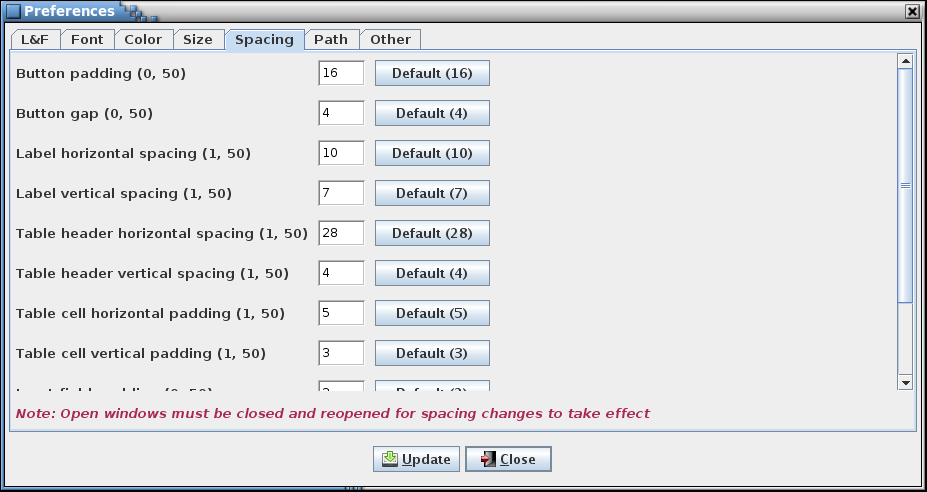 Preferences
L&F Font Color Size Spacing Path Other
Button padding (0, 50) 16 Default (16)
Button gap (0, 50) 4 Default (4)
Label horizontal spacing (1, 50) 10 Default (10)
Label vertical spacing (1, 50) 7 Default (7)
Table header horizontal spacing (1, 50) 28 Default (28)
Table header vertical spacing (1, 50) 4 Default (4)
Table cell horizontal padding (1, 50) 5 Default (5)
Table cell vertical padding (1, 50) 3 Default (3)
Note: Open windows must be closed and reopened for spacing changes to take effect
Update Close